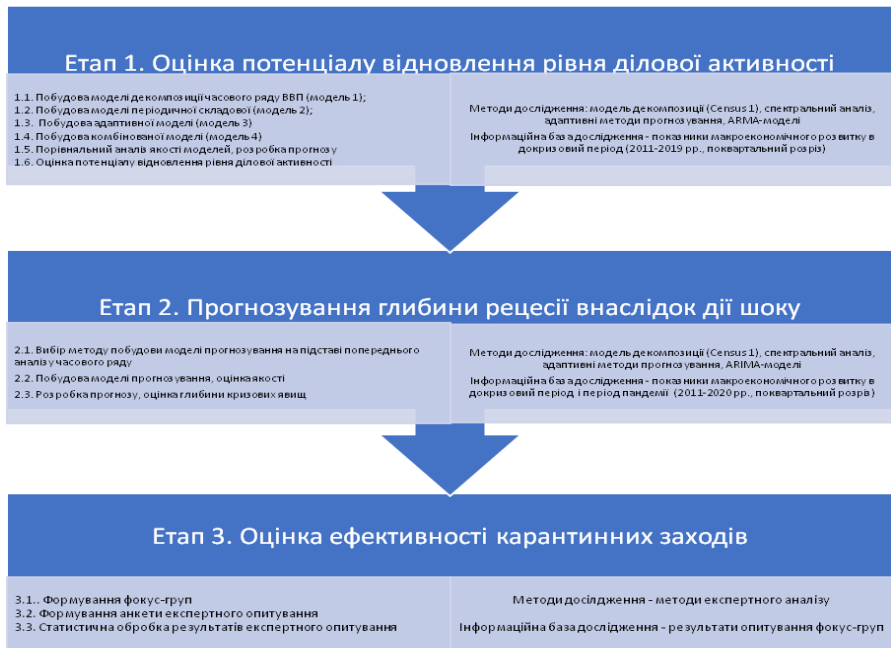 Етап 1. Оцінка потенціалу відновлення рівня ділової активності
1.1. Побудова моделі декомпозиції часового ряду ВВП (модель 1);
1.2. Побудова моделі періодичної складової (модель 2);
1.3. Побудова адаптивної моделі (модель 3)
1.4. Побудова комбінованої моделі (модель 4)
1.5. Порівняльний аналіз якості моделей, розробка прогнозу
1.6. Оцінка потенціалу відновлення рівня ділової активності
Методи дослідження: модель декомпозиції (Census 1), спектральний аналіз,
адаптивні методи прогнозування, ARMA-моделі
Інформаційна база дослідження - показники макроекономічного розвитку в
докризовий період (2011-2019 рр., поквартальний розріз)
Етап 2. Прогнозування глибини рецесії внаслідок дії шоку
2.1. Вибір методу побудови моделі прогнозування на підставі попереднього
аналізу часового ряду
2.2. Побудова моделі прогнозування, оцінка якості
2.3. Розробка прогнозу, оцінка глибини кризових явищ
Методи дослідження: модель декомпозиції (Census 1), спектральний аналіз,
адаптивні методи прогнозування, ARIMA-моделі
Інформаційна база дослідження - показники макроекономічного розвитку в
докризовий період і період пандемії (2011-2020 рр., поквартальний розріз)
Етап 3. Оцінка ефективності карантинних заходів
3.1.. Формування фокус-груп
3.2. Формування анкети експертного опитування
3.3. Статистична обробка результатів експертного опитування
Методи досілдження - методи експертного аналізу
Інформаційна база дослідження - результати опитування фокус-груп